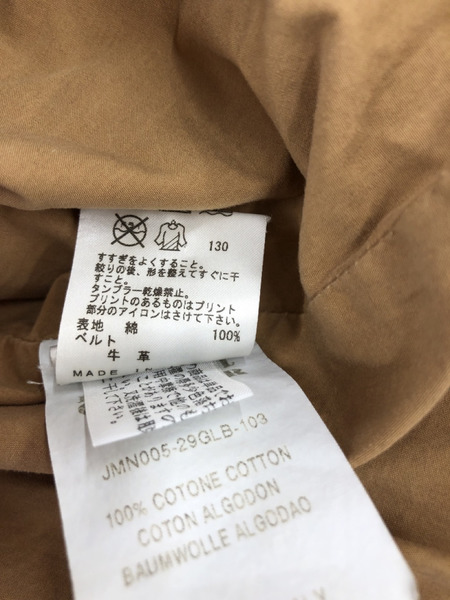 130
すすぎをよくすること。
絞りの後、形を整えてすぐに干
すこと。
タンブラー乾燥禁止。
プリントのあるものはプリント
部分のアイロンはさけて下さい。
表地 綿 100%
ベルト
牛革
MADE IN
JMN005-29GLB-103
100% COTONE COTTON
COTON ALGODON
BAUMWOLLE ALGODAO